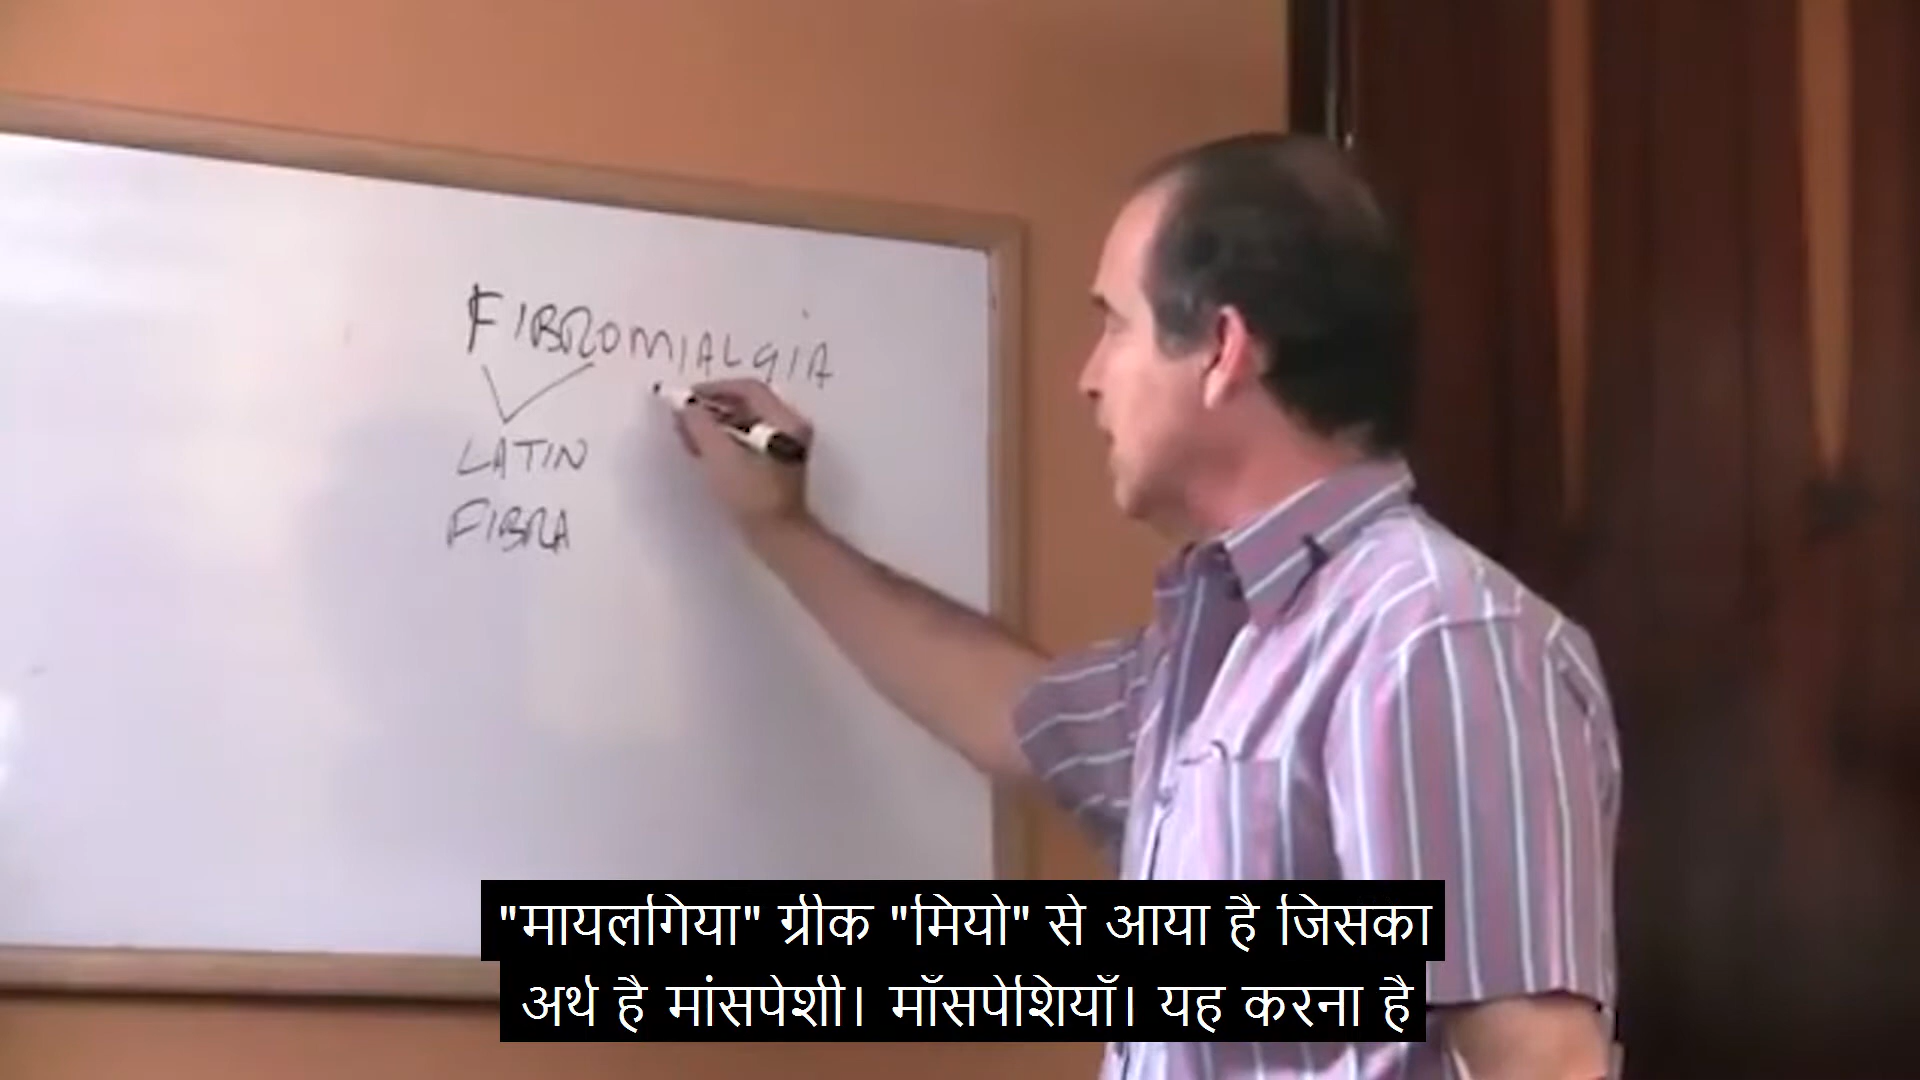 FIBROMIALGIA
LATIN
FIBRA
"मायलगिया" ग्रीक "मियो" से आया है जिसका
अर्थ है मांसपेशी। माँसपेशियाँ। यह करना है